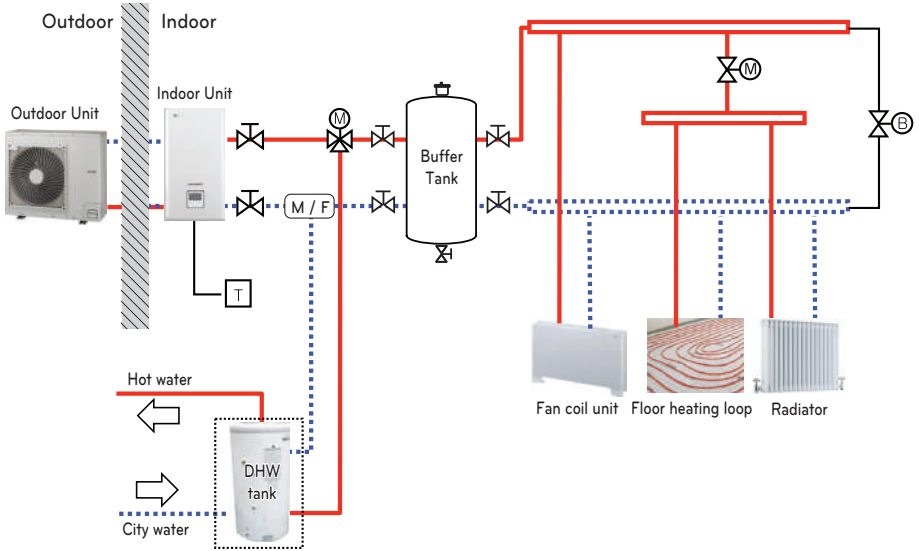 Outdoor
Indoor
Outdoor Unit
Indoor Unit
M
M
B
Buffer
Tank
M / F
T
Hot water
Fan coil unit
Floor heating loop
Radiator
DHW
tank
City water